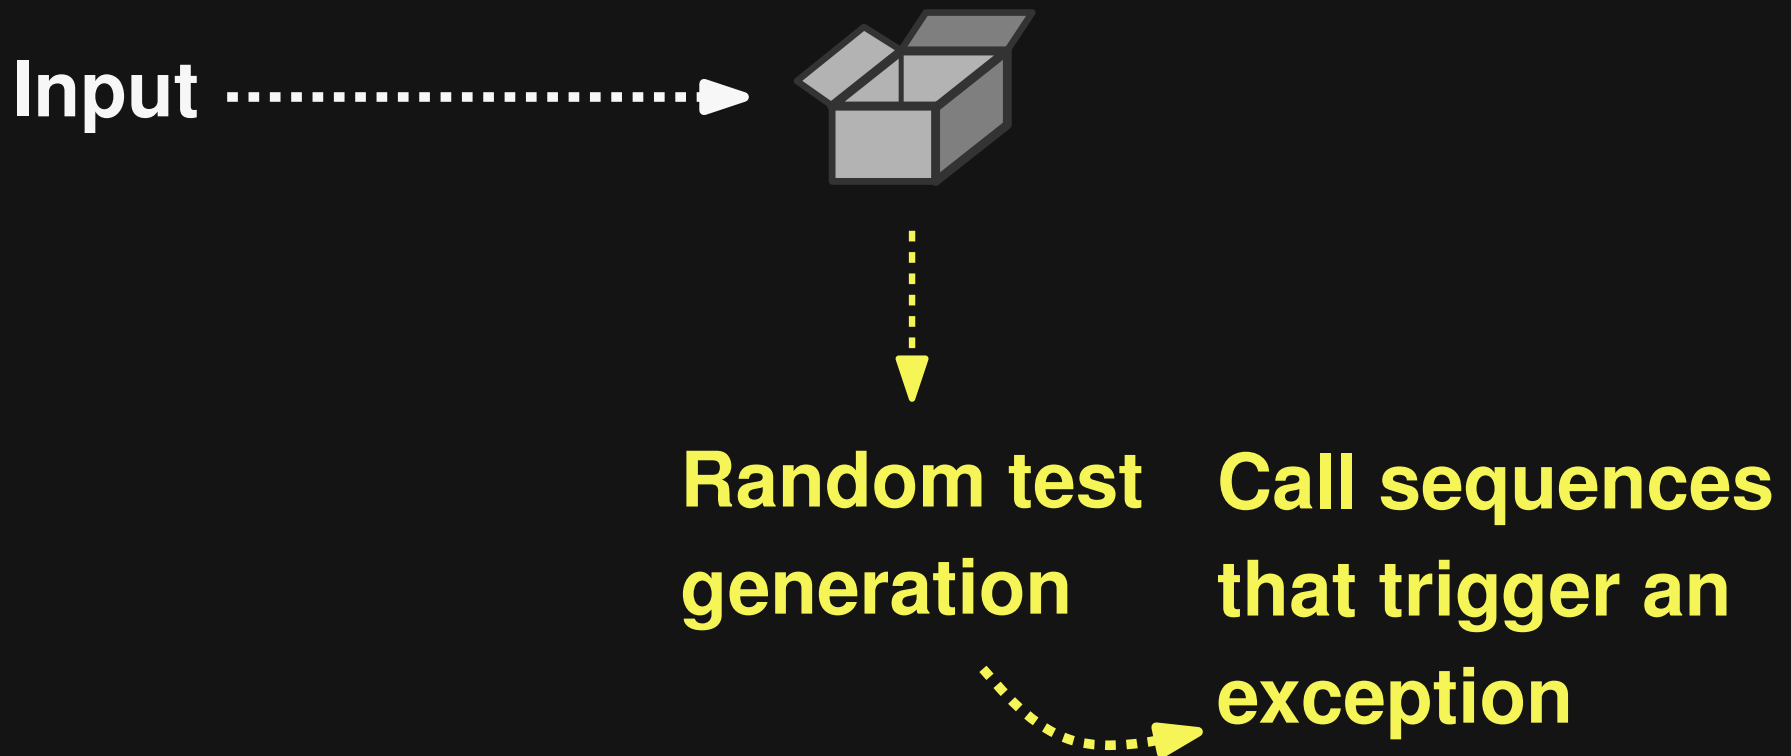 Input
Random test
generation
Call sequences
that trigger an
exception